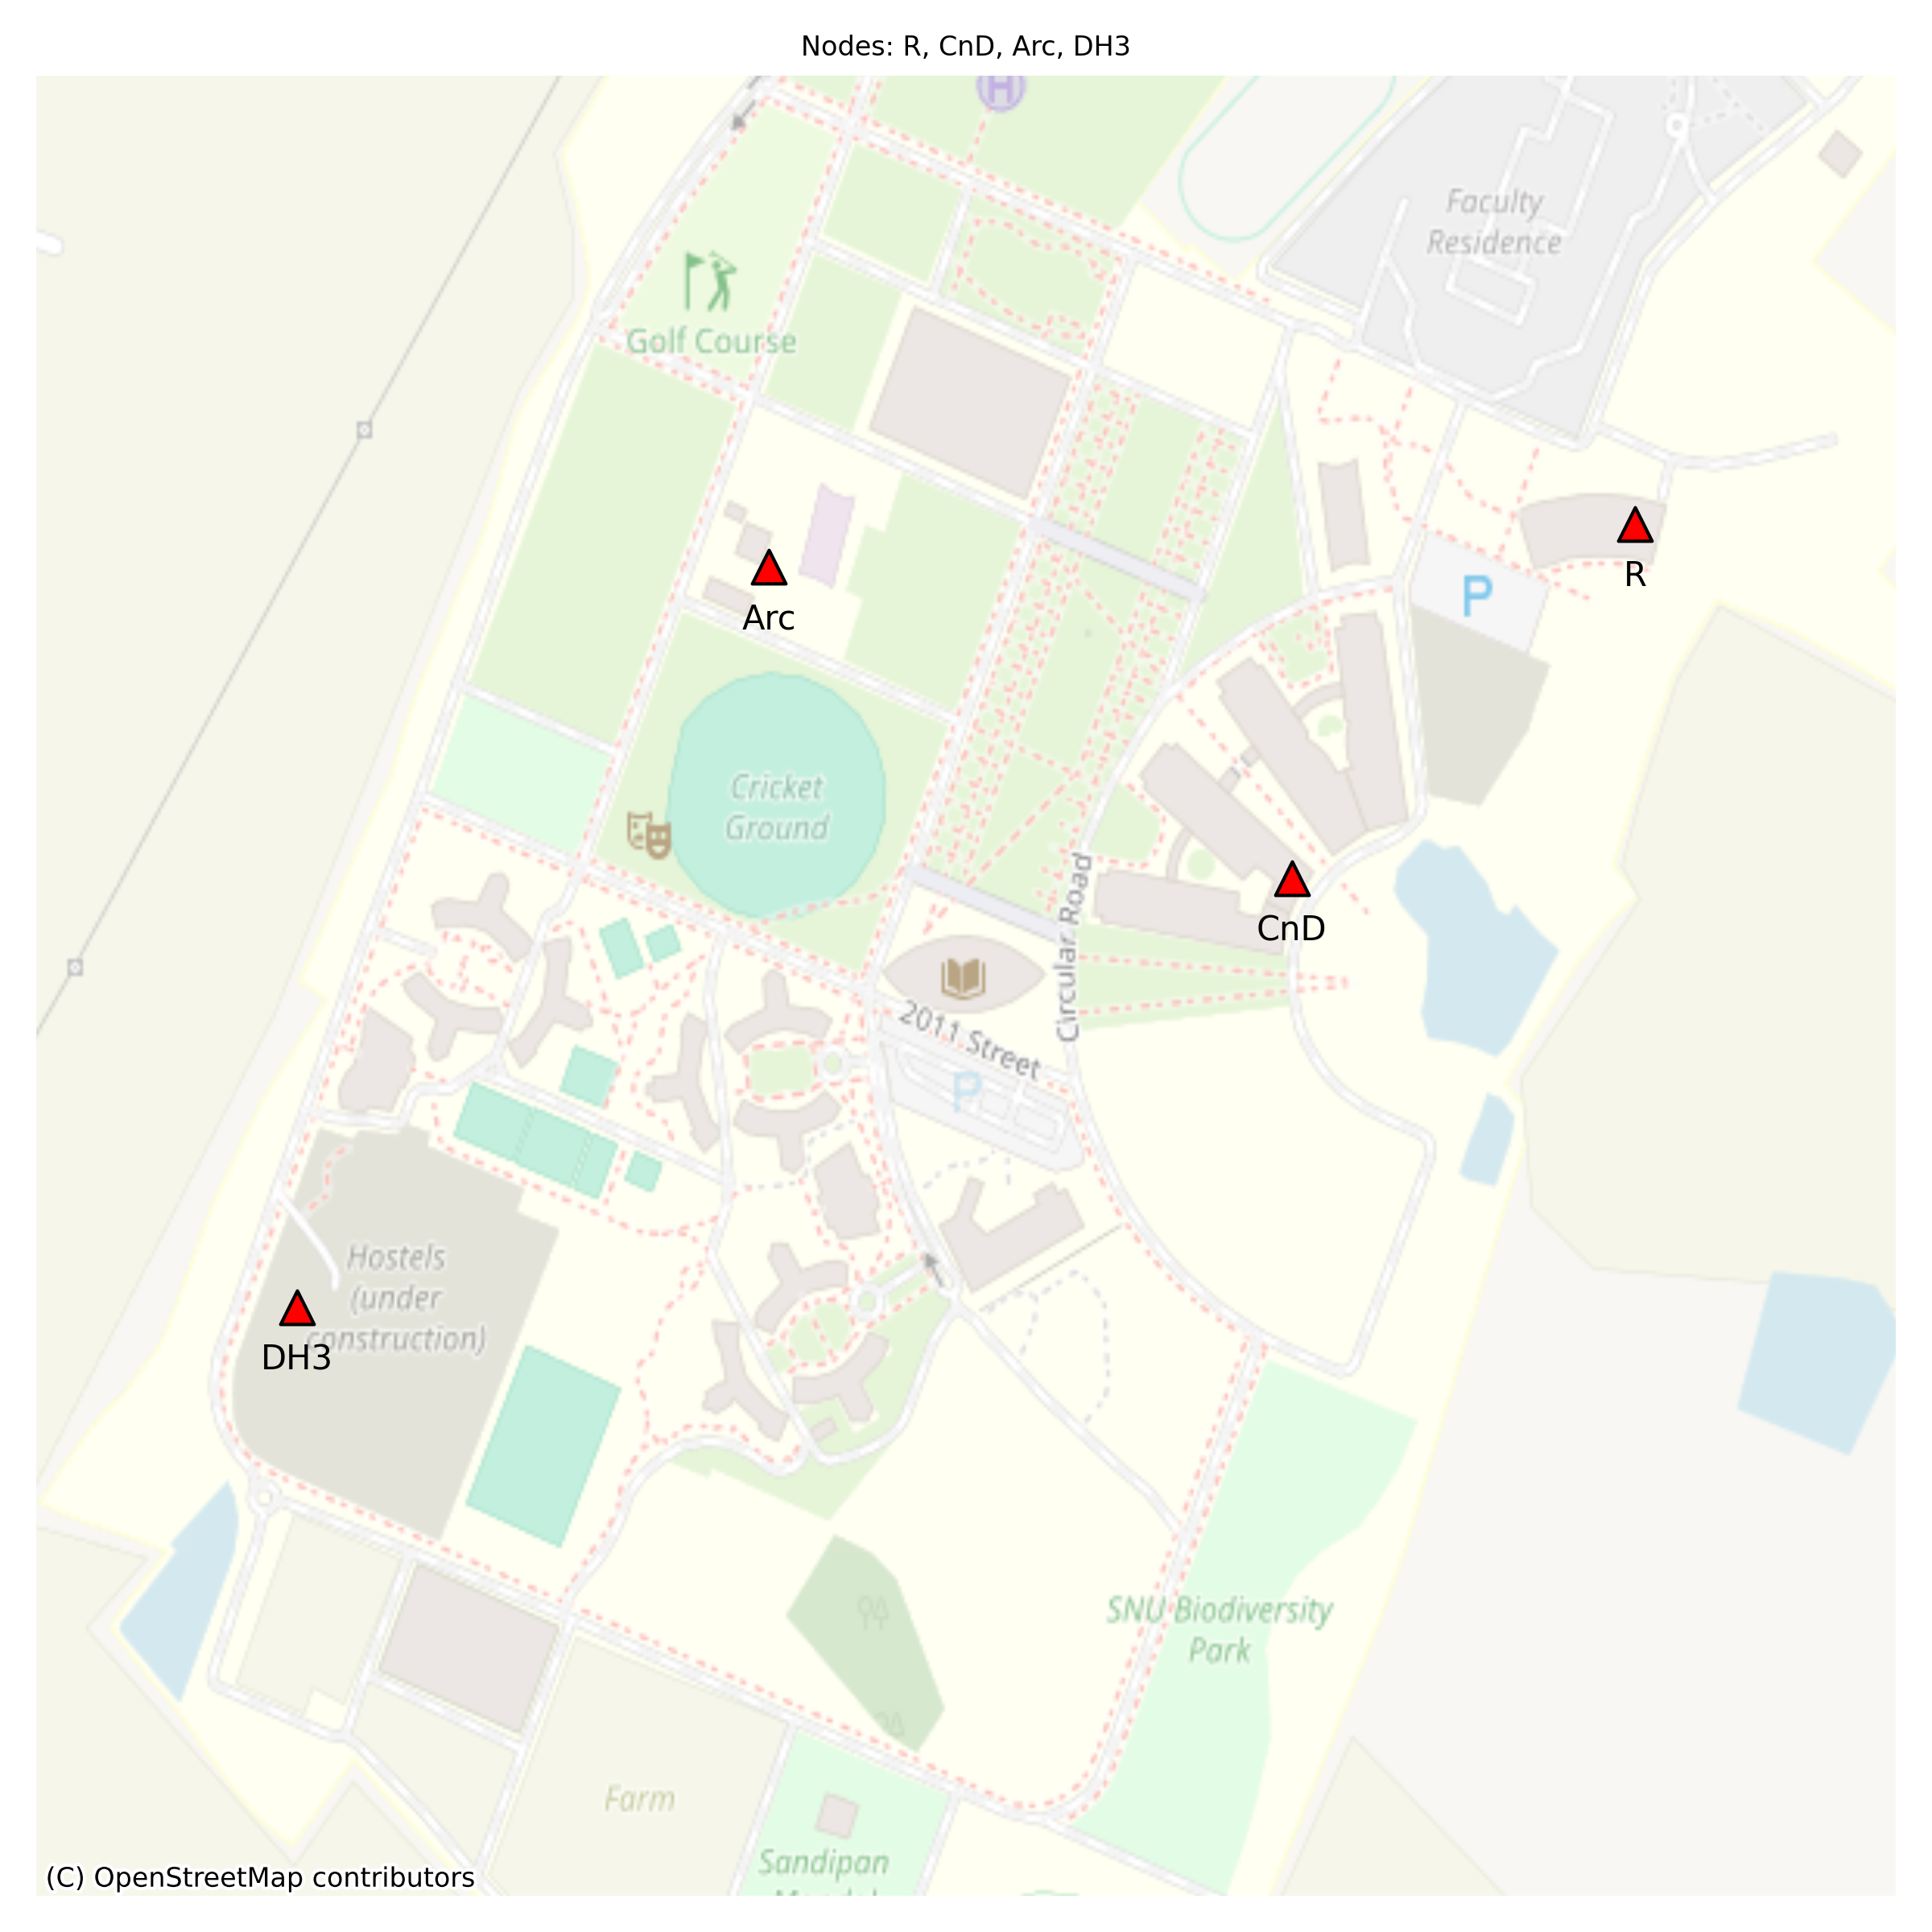 Nodes: R, CnD, Arc, DH3
H
Faculty
Residence
Golf Course
R
P
Arc
Cricket
Ground
CnD
Circular Road
2011 Street
P
Hostels
(under
construction)
DH3
SNU Biodiversity
Park
Farm
Sandipan
(C) OpenStreetMap contributors